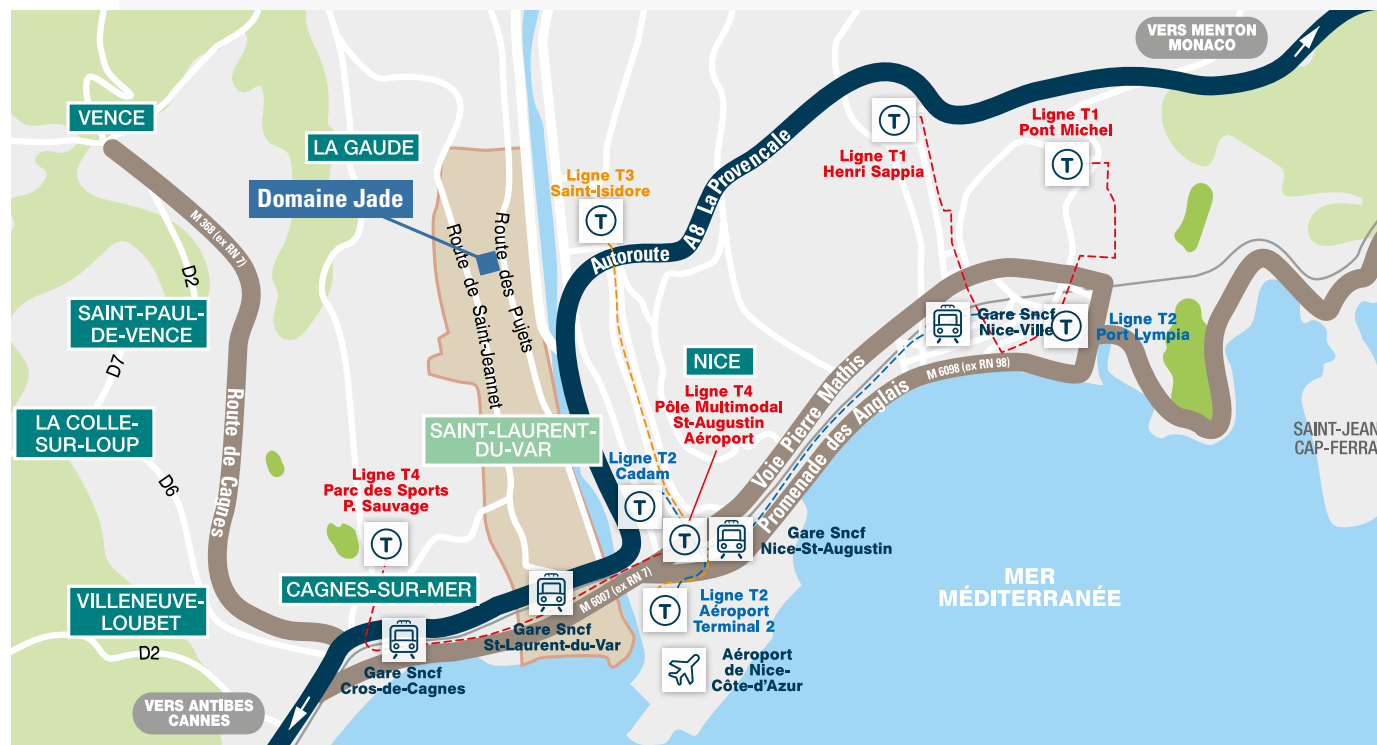 VERS MENTON
MONACO
VENCE
LA GAUDE
Domaine Jade
Ligne T3
Saint-Isidore
Ligne T1
Henri Sappia
Ligne T1
Pont Michel
T
T
T
Autoroute A8 La Provencale
M 368 (ex RN 7)
D2
Route des Pujets
Route de Saint-Jeannet
SAINT-PAUL-
DE-VENCE
D7
Gare Sncf
Nice-Ville
T
Ligne T2
Port Lympia
NICE
M 6098 (ex RN 98)
Voie Pierre Mathis
Promenade des Anglais
Ligne T4
Pôle Multimodal
St-Augustin
Aéroport
LA COLLE-
SUR-LOUP
Route de Cagnes
D6
SAINT-LAURENT-
DU-VAR
SAINT-JEAN
CAP-FERRA
Ligne T4
Parc des Sports
P. Sauvage
T
Ligne T2
Cadam
T
T
Gare Sncf
Nice-St-Augustin
CAGNES-SUR-MER
M 6007 (ex RN 7)
MER
MÉDITERRANÉE
VILLENEUVE-
LOUBET
D2
Ligne T2
Aéroport
Terminal 2
T
Gare Sncf
St-Laurent-du-Var
Gare Sncf
Cros-de-Cagnes
Aéroport
de Nice-
Côte-d'Azur
VERS ANTIBES
CANNES